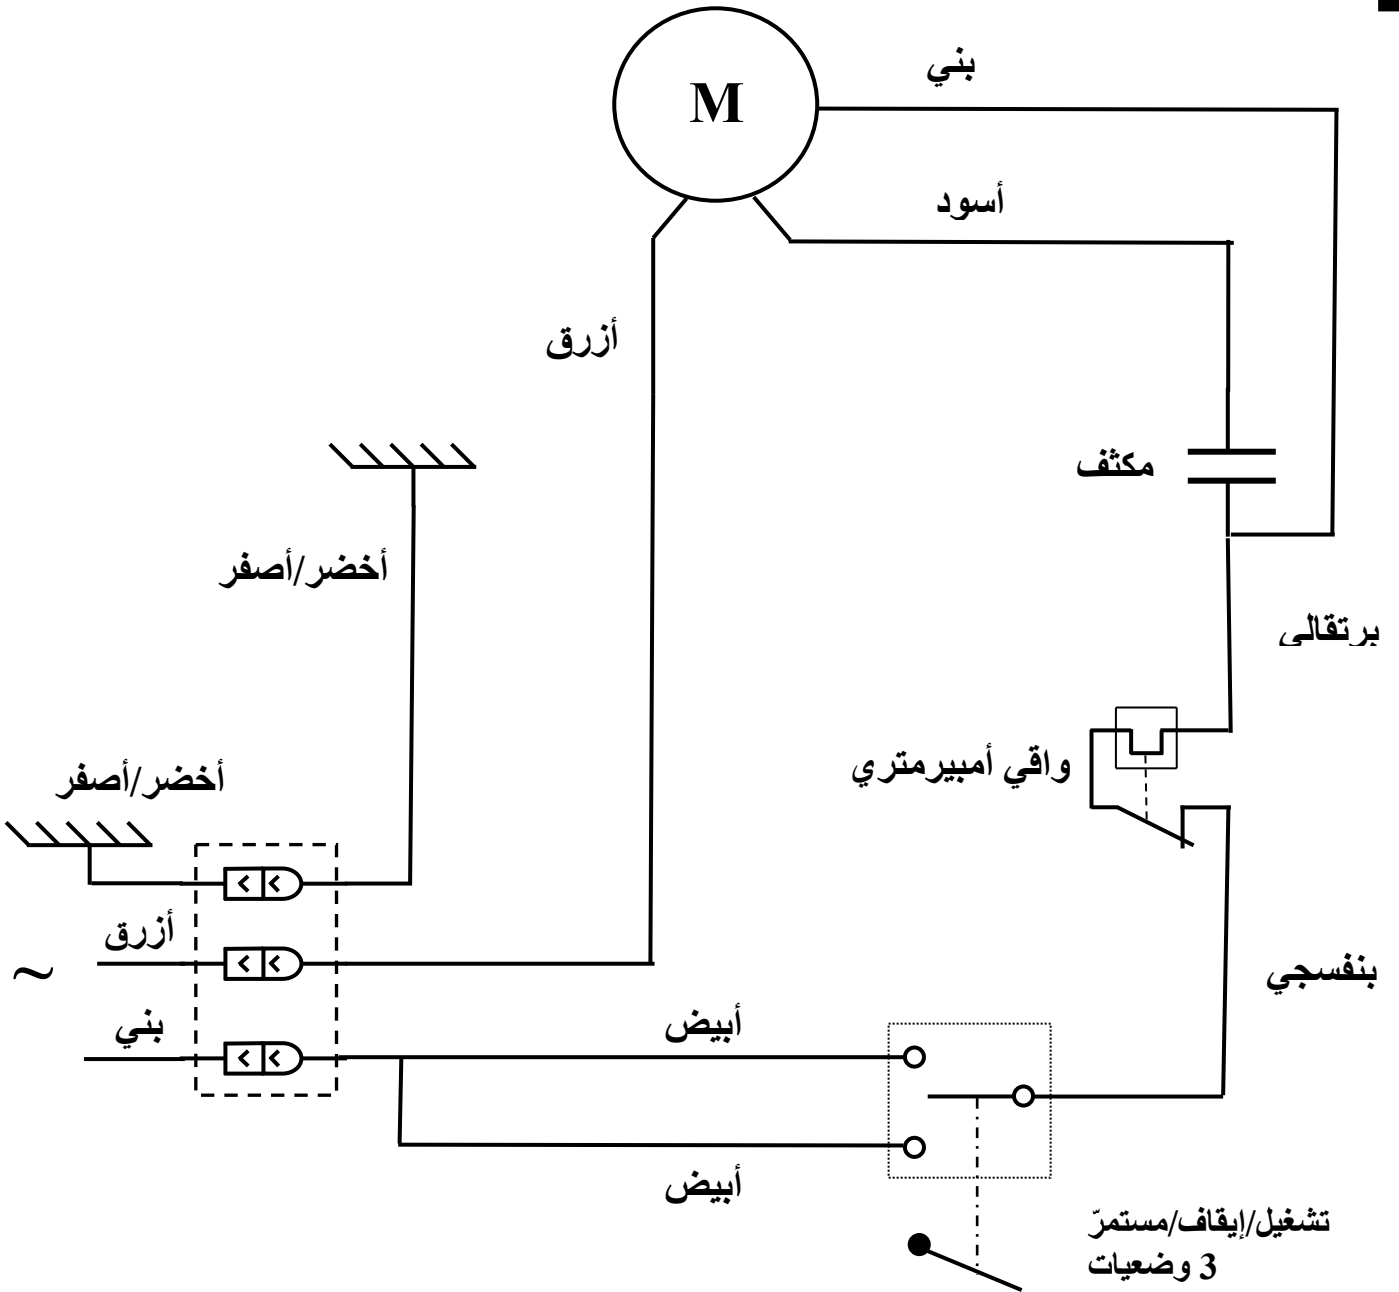 بني
M
أسود
أزرق
مكثف
أخضر/أصفر
برتقالي
واقي أمبيرمتري
أخضر/أصفر
أزرق
~
بنفسجي
بني
أبيض
أبيض
تشغيل/إيقاف/مستمرّ
3 وضعيات